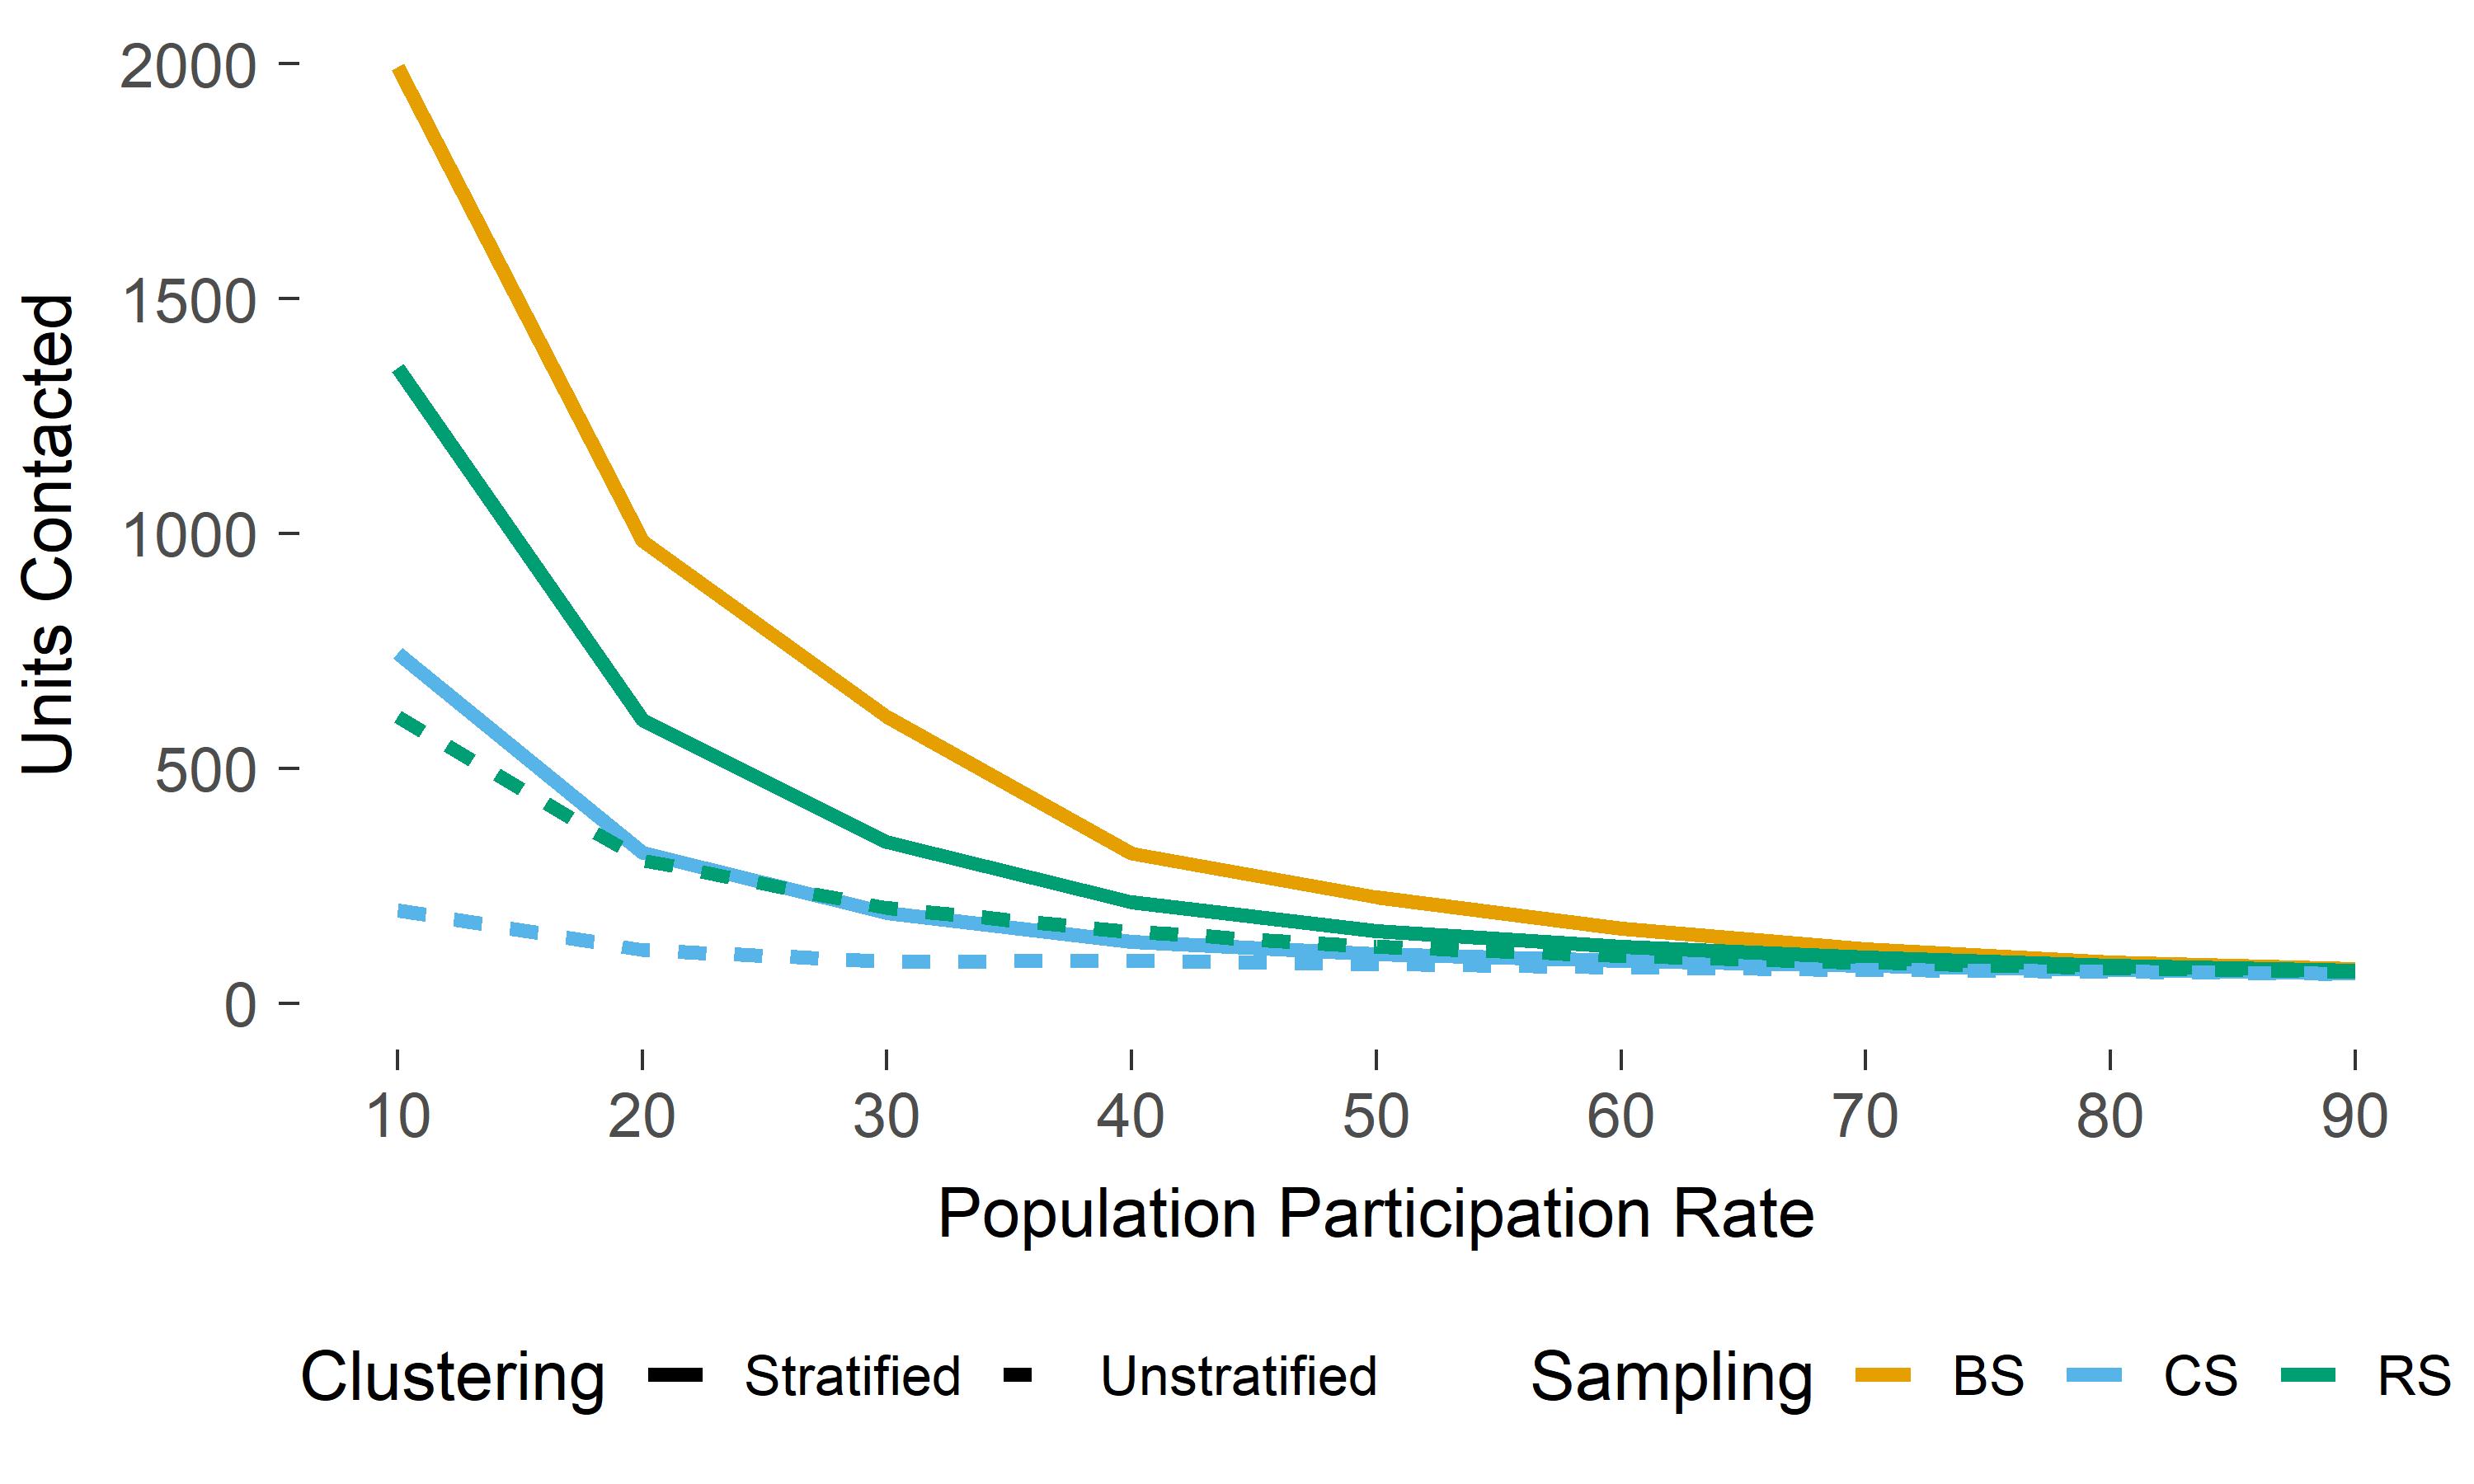 Units Contacted
2000
1500
1000
500
0
10 20 30 40 50 60 70 80 90
Population Participation Rate
Clustering Stratified Unstratified Sampling BS CS RS